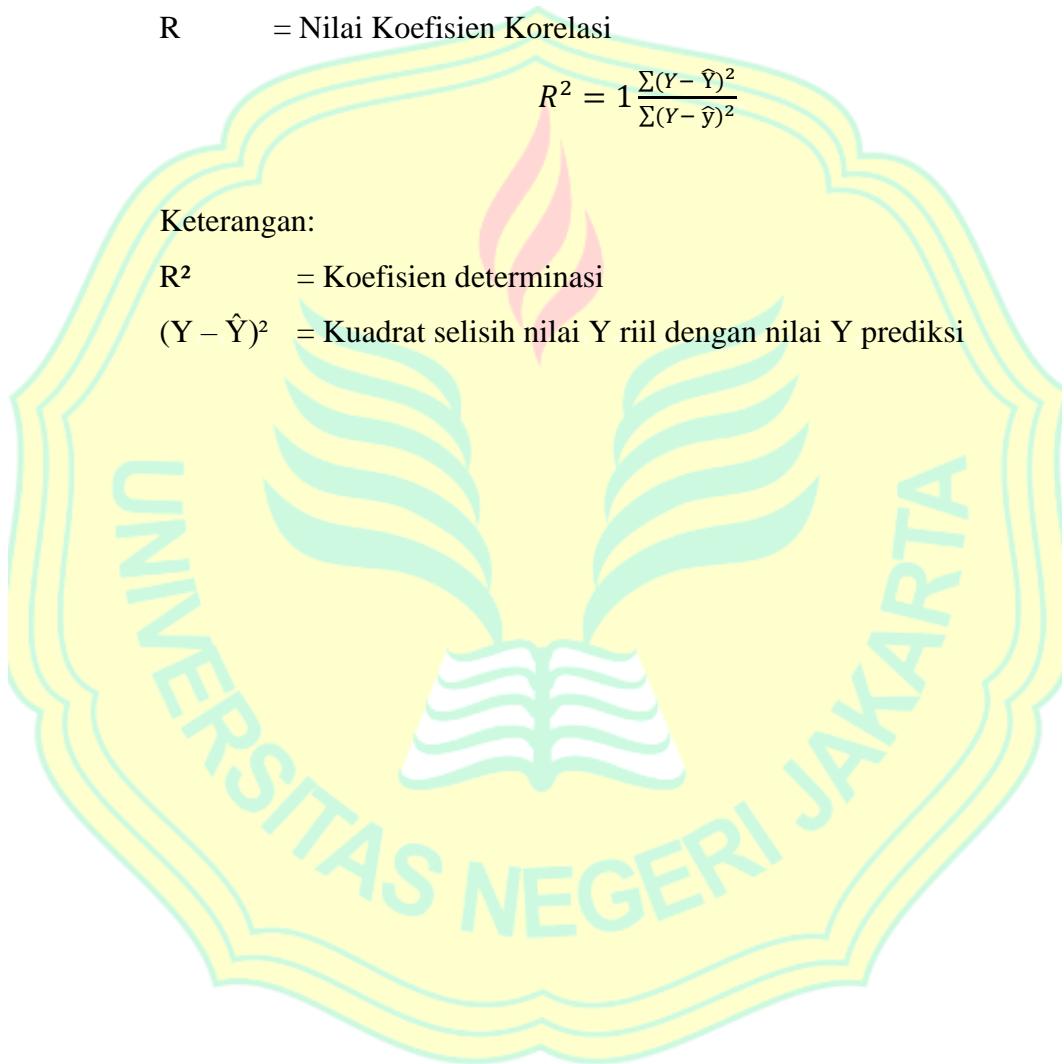 R = Nilai Koefisien Korelasi
R² = 1 ∑(Y− Ŷ)² / ∑(Y− ŷ)²
Keterangan:
R² = Koefisien determinasi
(Y – Ŷ)² = Kuadrat selisih nilai Y riil dengan nilai Y prediksi
UNIVERSITAS NEGERI JAKARTA